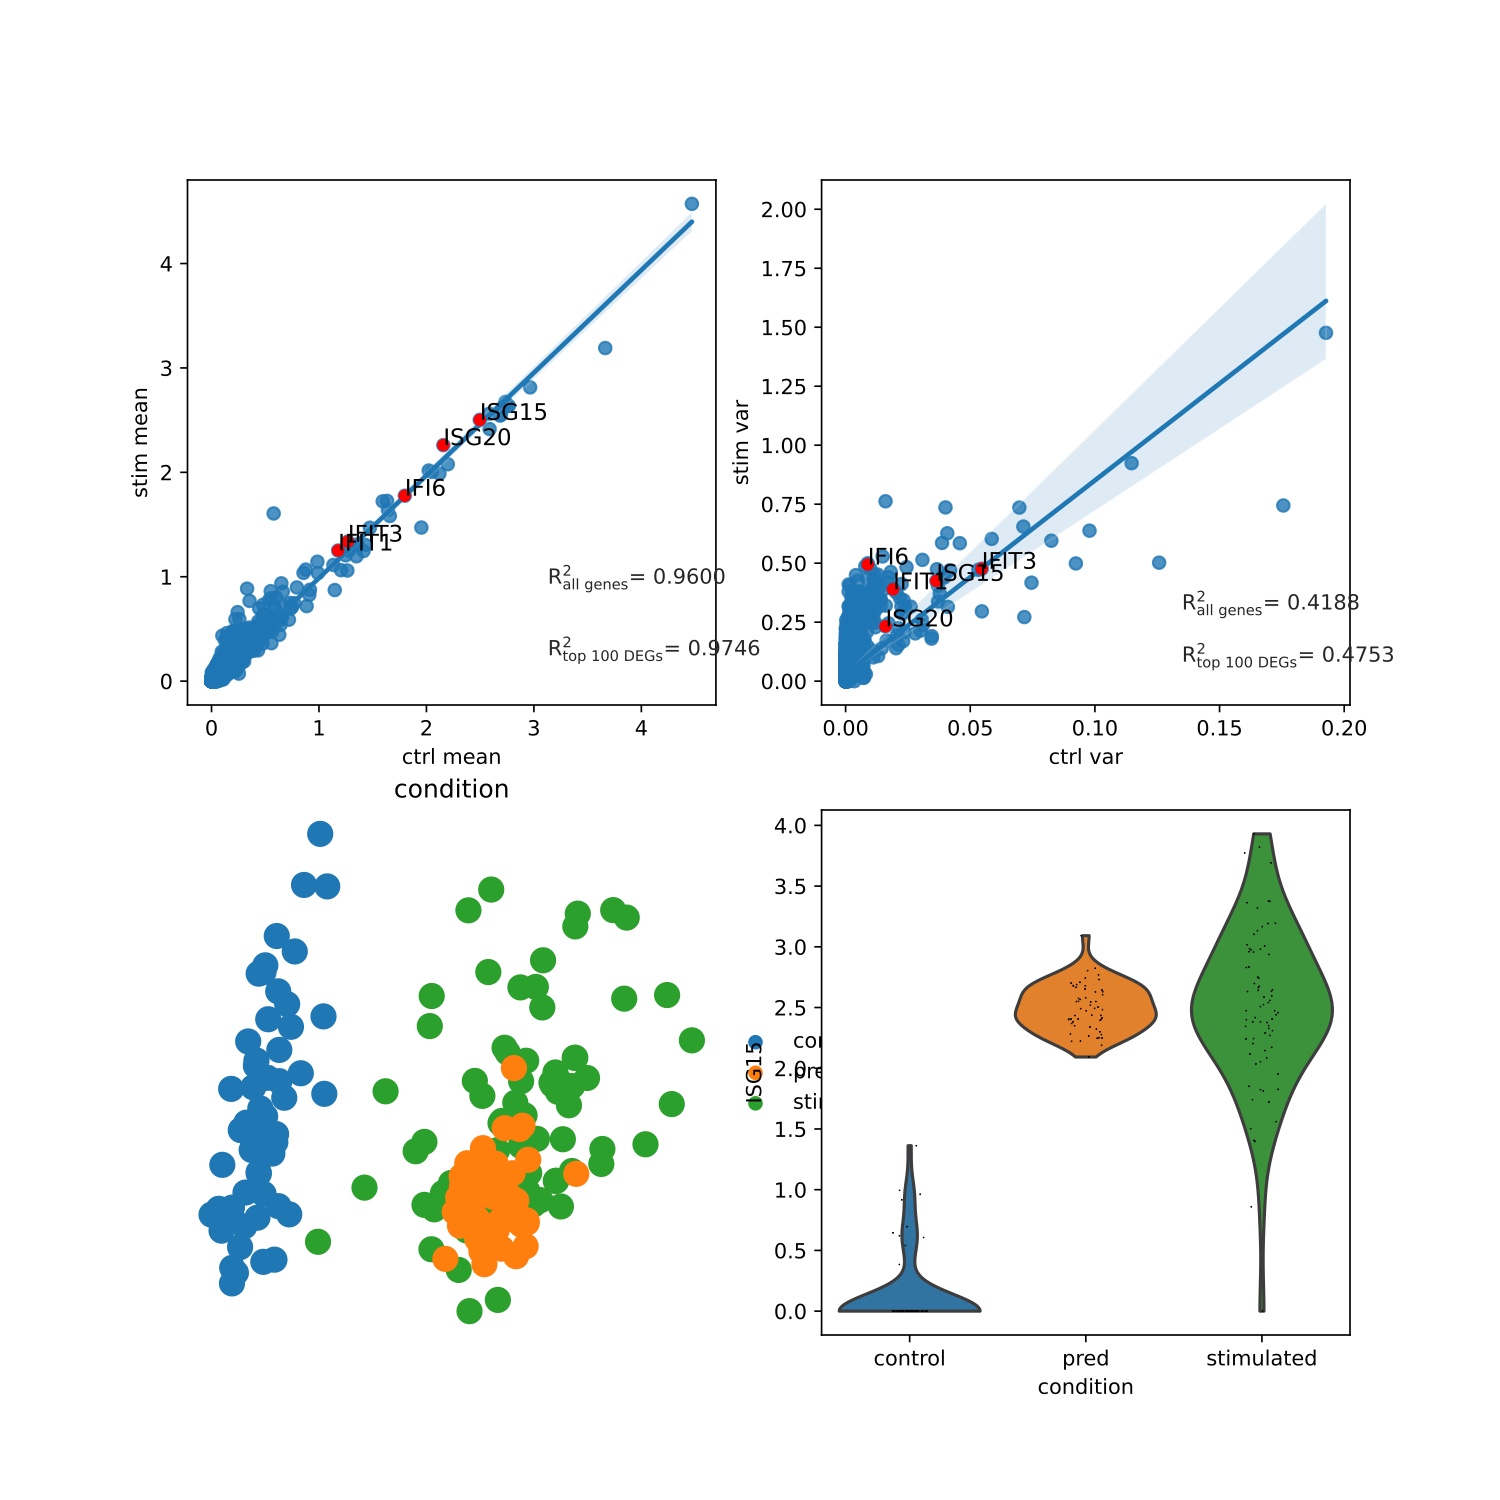 4
3
2
1
0
stim mean
ISG15
ISG20
IFI6
IFIT3
IFIT1
R²all genes= 0.9600
R²top 100 DEGs= 0.9746
0 1 2 3 4
ctrl mean
2.00
1.75
1.50
1.25
1.00
0.75
0.50
0.25
0.00
stim var
IFI6
IFIT3
ISG15
IFIT1
ISG20
R²all genes= 0.4188
R²top 100 DEGs= 0.4753
0.00 0.05 0.10 0.15 0.20
ctrl var
condition
con
pre
stim
ISG15
4.0
3.5
3.0
2.5
2.0
1.5
1.0
0.5
0.0
control pred stimulated
condition